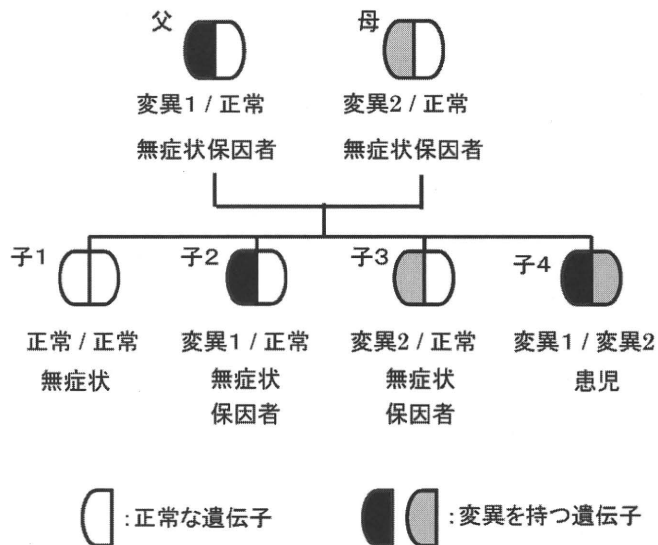 父 母
変異1 / 正常 変異2 / 正常
無症状保因者 無症状保因者
子1 子2 子3 子4
正常 / 正常 変異1 / 正常 変異2 / 正常 変異1 / 変異2
無症状 無症状 無症状 患児
保因者 保因者
:正常な遺伝子 :変異を持つ遺伝子